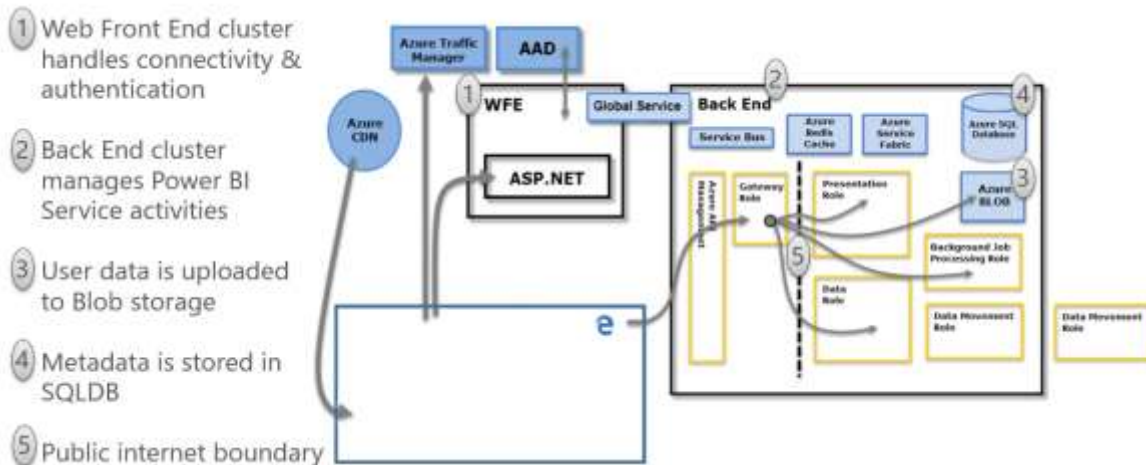 1 Web Front End cluster
handles connectivity &
authentication
2 Back End cluster
manages Power BI
Service activities
3 User data is uploaded
to Blob storage
4 Metadata is stored in
SQLDB
5 Public internet boundary
Azure Traffic
Manager
AAD
Azure
CDN
1
WFE
ASP.NET
Global Service
2
Back End
Service Bus
Azure
Redis
Cache
Azure
Service
Fabric
4
Azure SQL
Database
3
Azure
BLOB
Azure API
Management
Gateway
Role
Presentation
Role
5
Background Job
Processing Role
Data
Role
Data Movement
Role
Data Movement
Role
e